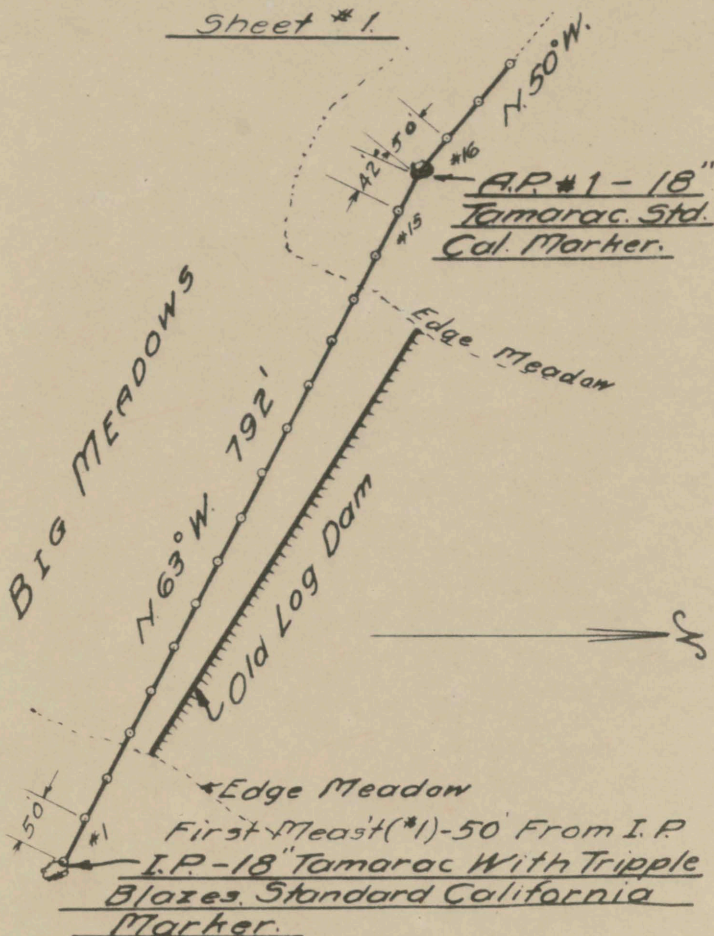 Sheet #1.
N. 50° W.
50'
42'
#16
A.P. #1 - 18"
Tamarac. Std.
Cal. Marker.
#15
Edge Meadow
BIG MEADOWS
N. 63° W. 792'
Old Log Dam
N
Edge Meadow
50'
#1
First Meas't (#1) - 50' From I.P.
I.P. - 18" Tamarac With Tripple
Blazes. Standard California
Marker.